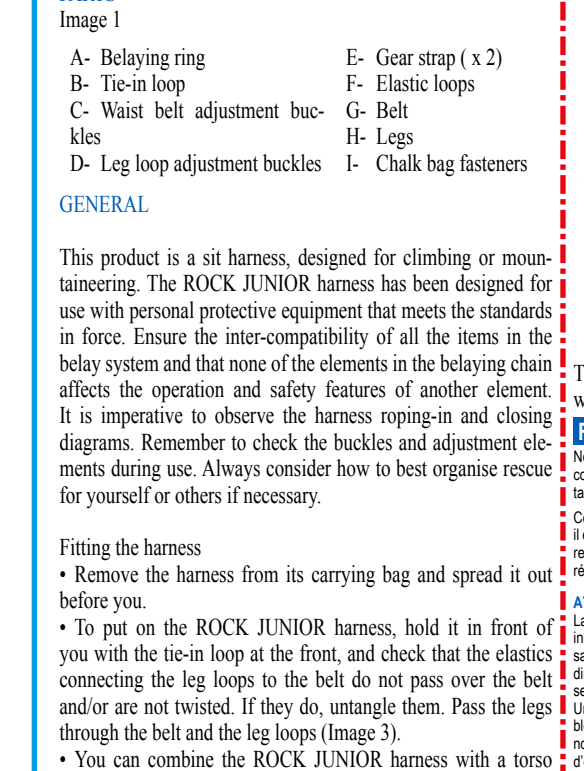 Image 1
A- Belaying ring
B- Tie-in loop
C- Waist belt adjustment buc-
kles
D- Leg loop adjustment buckles
E- Gear strap ( x 2)
F- Elastic loops
G- Belt
H- Legs
I- Chalk bag fasteners
GENERAL
This product is a sit harness, designed for climbing or moun-
taineering. The ROCK JUNIOR harness has been designed for
use with personal protective equipment that meets the standards
in force. Ensure the inter-compatibility of all the items in the
belay system and that none of the elements in the belaying chain
affects the operation and safety features of another element.
It is imperative to observe the harness roping-in and closing
diagrams. Remember to check the buckles and adjustment ele-
ments during use. Always consider how to best organise rescue
for yourself or others if necessary.
Fitting the harness
• Remove the harness from its carrying bag and spread it out
before you.
• To put on the ROCK JUNIOR harness, hold it in front of
you with the tie-in loop at the front, and check that the elastics
connecting the leg loops to the belt do not pass over the belt
and/or are not twisted. If they do, untangle them. Pass the legs
through the belt and the leg loops (Image 3).
• You can combine the ROCK JUNIOR harness with a torso